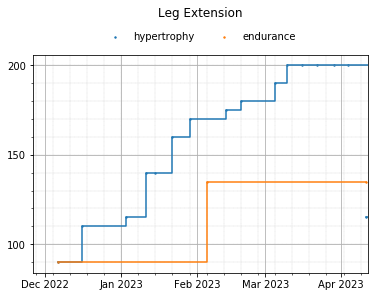 Leg Extension
hypertrophy
endurance
200
150
100
Dec 2022
Jan 2023
Feb 2023
Mar 2023
Apr 2023